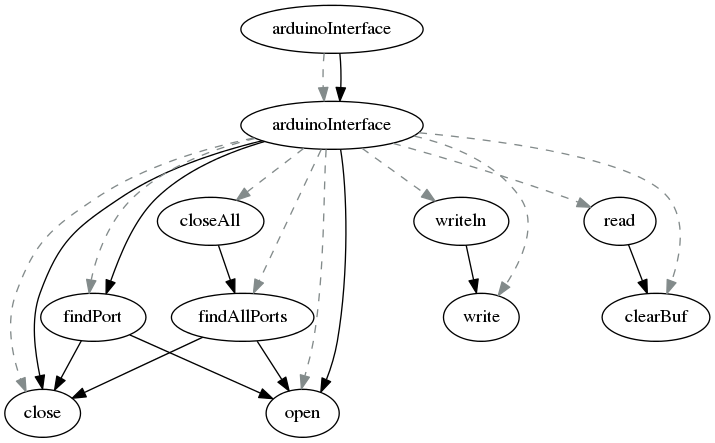 arduinoInterface
arduinoInterface
closeAll
writeln
read
findPort
findAllPorts
write
clearBuf
close
open